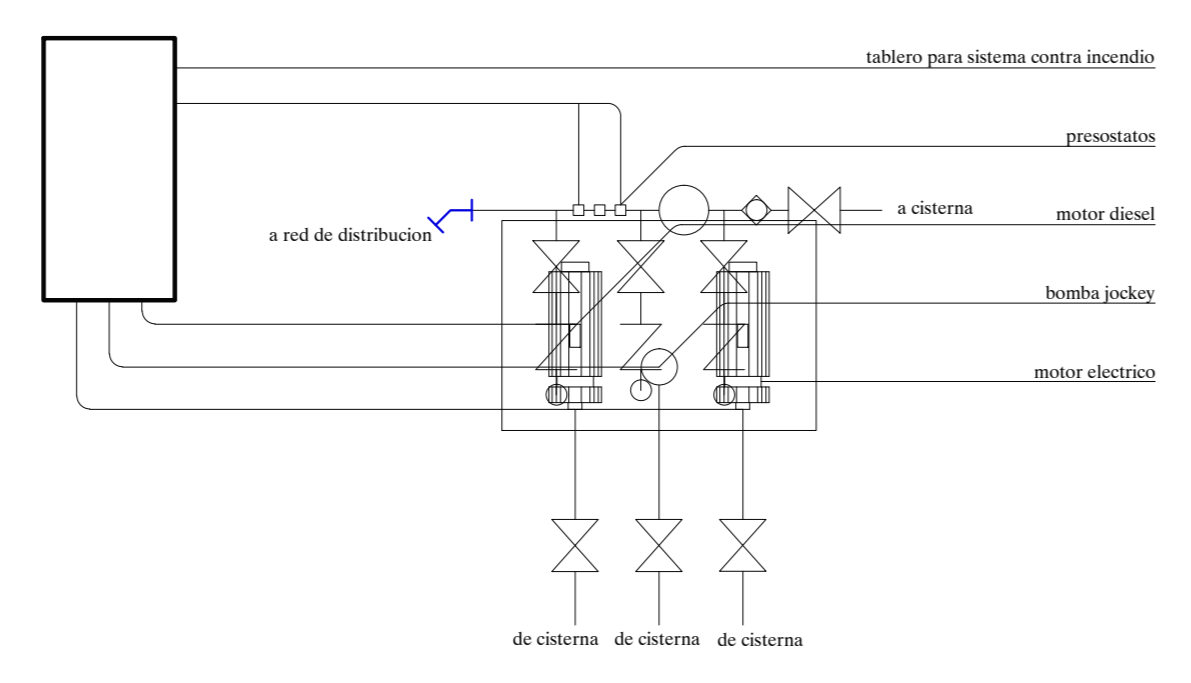 tablero para sistema contra incendio
presostatos
a cisterna
motor diesel
a red de distribucion
bomba jockey
motor electrico
de cisterna
de cisterna
de cisterna